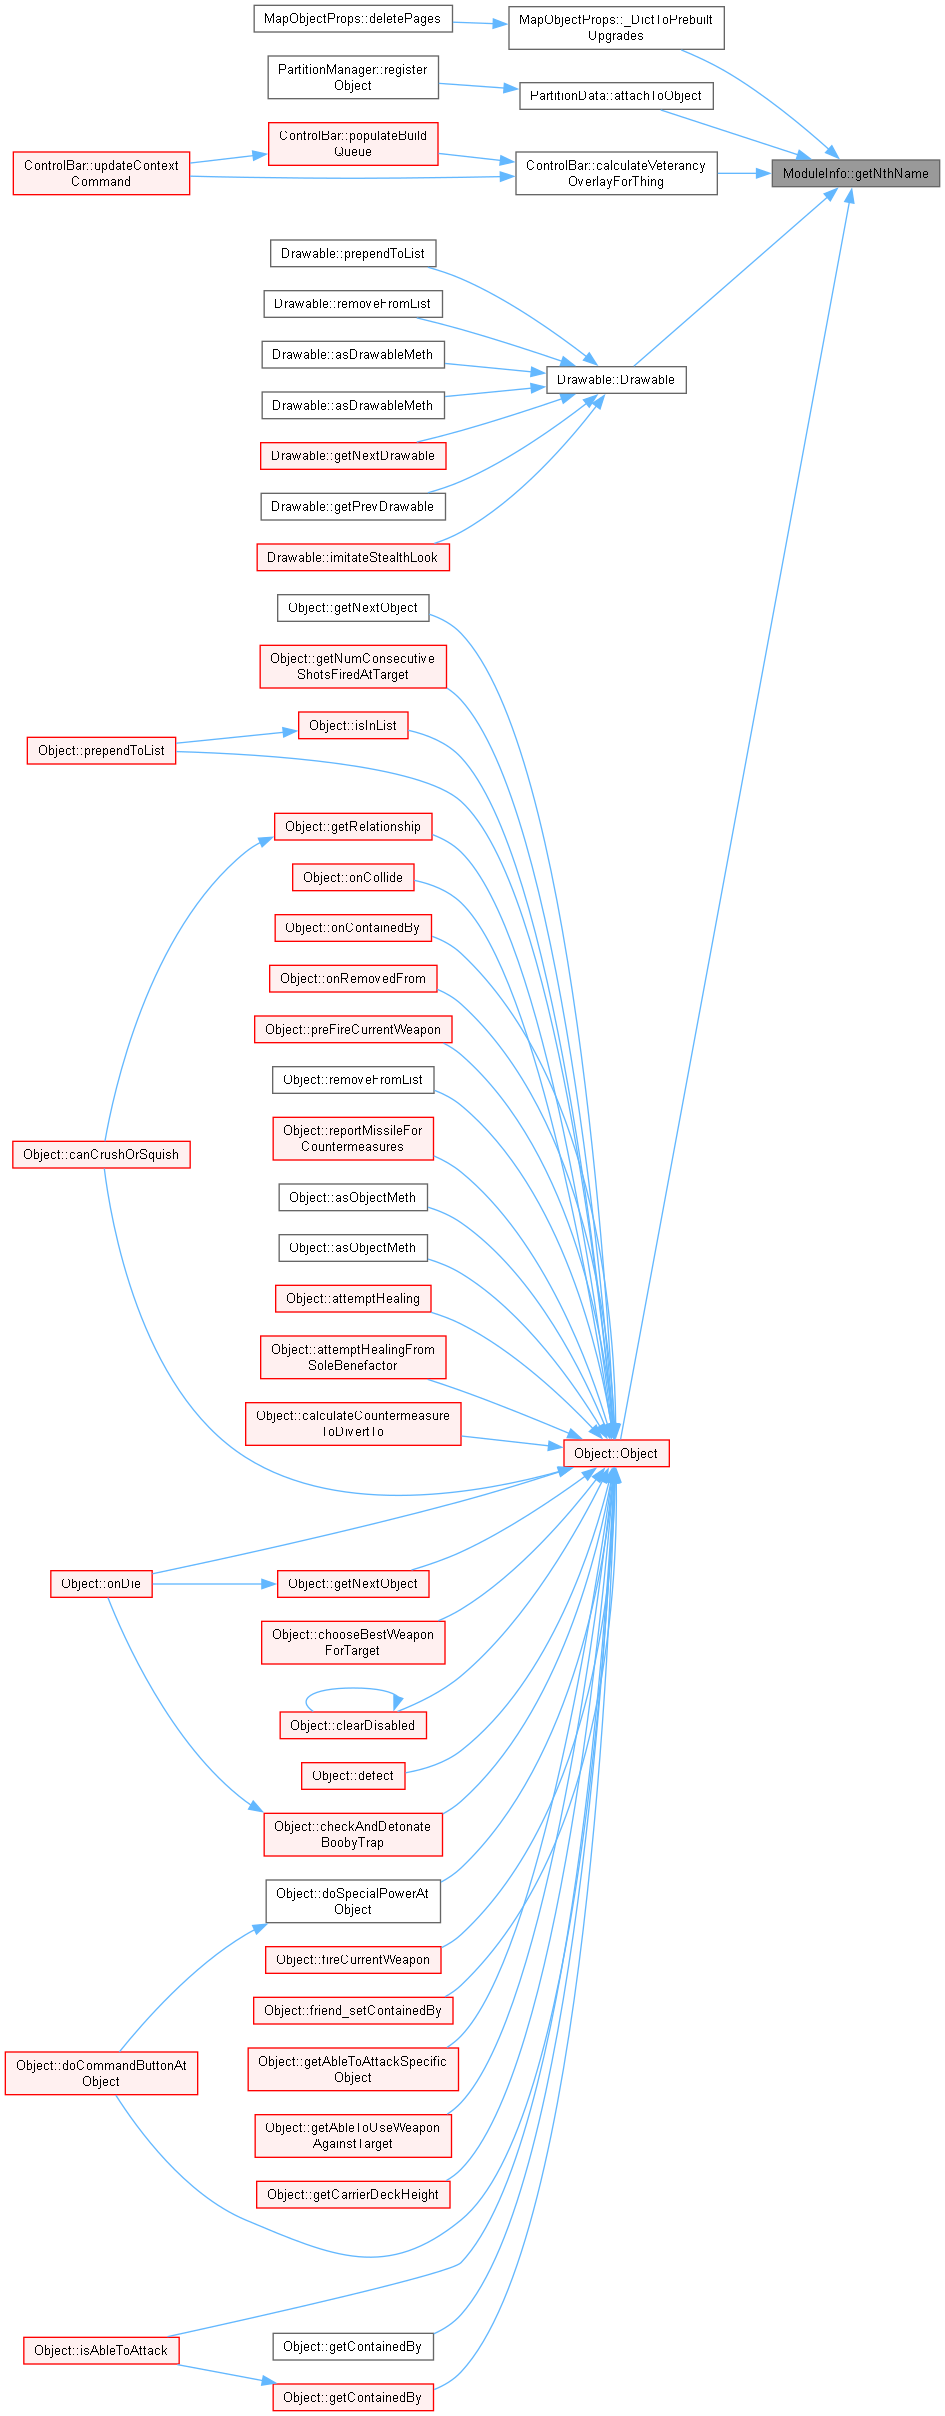 MapObjectProps::deletePages
MapObjectProps::_DictToPrebuilt
Upgrades
PartitionManager::register
Object
PartitionData::attachToObject
ControlBar::populateBuild
Queue
ControlBar::updateContext
Command
ControlBar::calculateVeterancy
OverlayForThing
ModuleInfo::getNthName
Drawable::prependToList
Drawable::removeFromList
Drawable::asDrawableMeth
Drawable::Drawable
Drawable::asDrawableMeth
Drawable::getNextDrawable
Drawable::getPrevDrawable
Drawable::imitateStealthLook
Object::getNextObject
Object::getNumConsecutive
ShotsFiredAtTarget
Object::isInList
Object::prependToList
Object::getRelationship
Object::onCollide
Object::onContainedBy
Object::onRemovedFrom
Object::preFireCurrentWeapon
Object::removeFromList
Object::reportMissileFor
Countermeasures
Object::canCrushOrSquish
Object::asObjectMeth
Object::asObjectMeth
Object::attemptHealing
Object::attemptHealingFrom
SoleBenefactor
Object::calculateCountermeasure
ToDivertTo
Object::Object
Object::onDie
Object::getNextObject
Object::chooseBestWeapon
ForTarget
Object::clearDisabled
Object::defect
Object::checkAndDetonate
BoobyTrap
Object::doSpecialPowerAt
Object
Object::fireCurrentWeapon
Object::friend_setContainedBy
Object::doCommandButtonAt
Object
Object::getAbleToAttackSpecific
Object
Object::getAbleToUseWeapon
AgainstTarget
Object::getCarrierDeckHeight
Object::isAbleToAttack
Object::getContainedBy
Object::getContainedBy